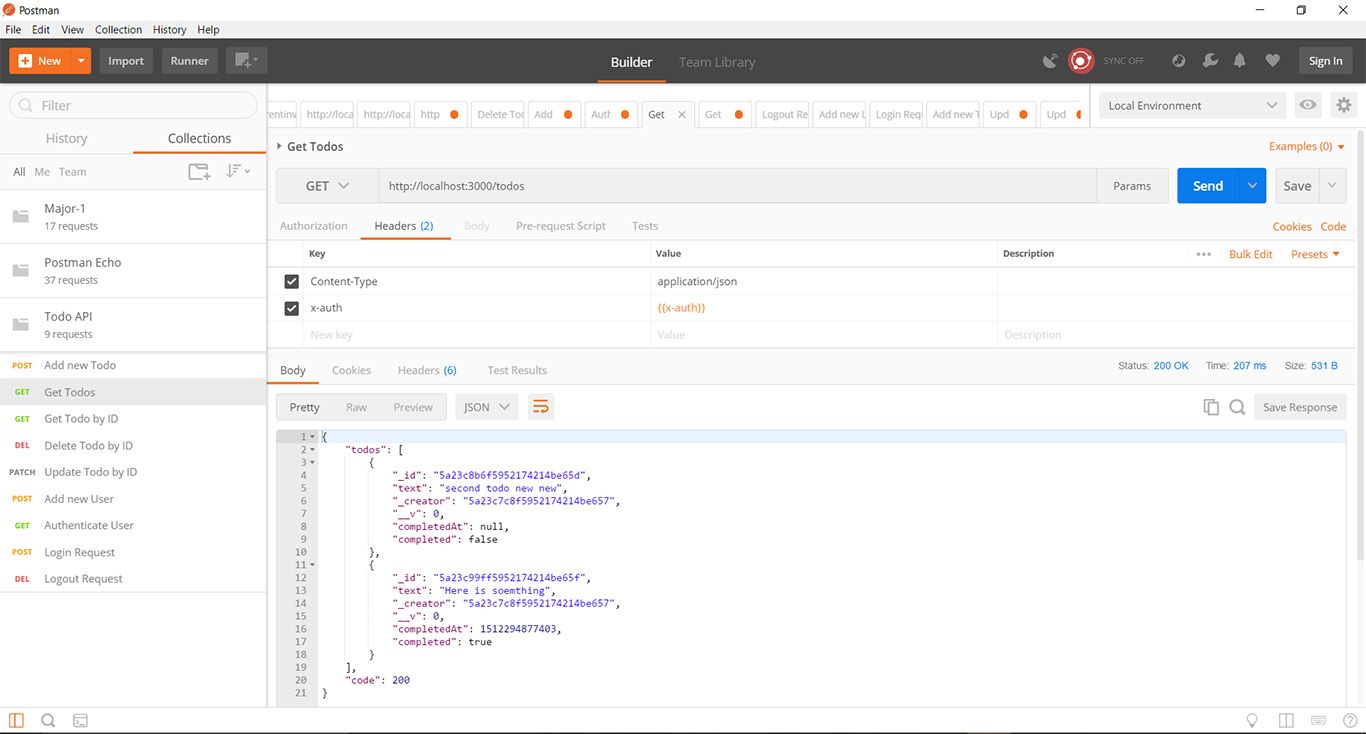 Postman
File Edit View Collection History Help
New Import Runner Builder Team Library SYNC OFF Sign In
Filter
History Collections
All Me Team
Major-1
17 requests
Postman Echo
37 requests
Todo API
9 requests
POST Add new Todo
GET Get Todos
GET Get Todo by ID
DEL Delete Todo by ID
PATCH Update Todo by ID
POST Add new User
GET Authenticate User
POST Login Request
DEL Logout Request
rentinv http://loca http://loca http Delete Tod Add Auth Get Get Logout Re Add new U Login Req Add new T Upd Upd Local Environment
Get Todos Examples (0)
GET http://localhost:3000/todos Params Send Save
Authorization Headers (2) Body Pre-request Script Tests Cookies Code
Key Value Description Bulk Edit Presets
Content-Type application/json
x-auth {{x-auth}}
New key Value Description
Body Cookies Headers (6) Test Results Status: 200 OK Time: 207 ms Size: 531 B
Pretty Raw Preview JSON Save Response
1 {
2 "todos": [
3 {
4 "_id": "5a23c8b6f5952174214be65d",
5 "text": "second todo new new",
6 "_creator": "5a23c7c8f5952174214be657",
7 "__v": 0,
8 "completedAt": null,
9 "completed": false
10 },
11 {
12 "_id": "5a23c99ff5952174214be65f",
13 "text": "Here is soemthing",
14 "_creator": "5a23c7c8f5952174214be657",
15 "__v": 0,
16 "completedAt": 1512294877403,
17 "completed": true
18 }
19 ],
20 "code": 200
21 }